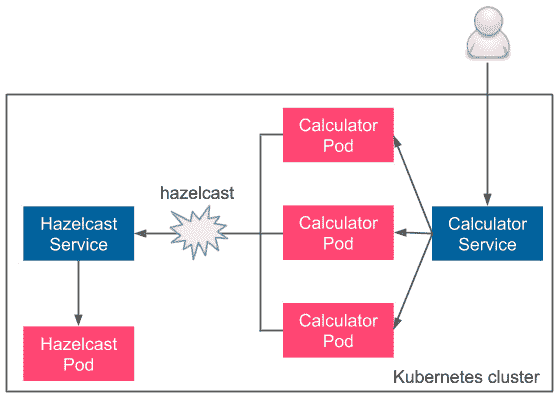 Calculator
Pod
hazelcast
Hazelcast
Service
Calculator
Pod
Calculator
Service
Hazelcast
Pod
Calculator
Pod
Kubernetes cluster